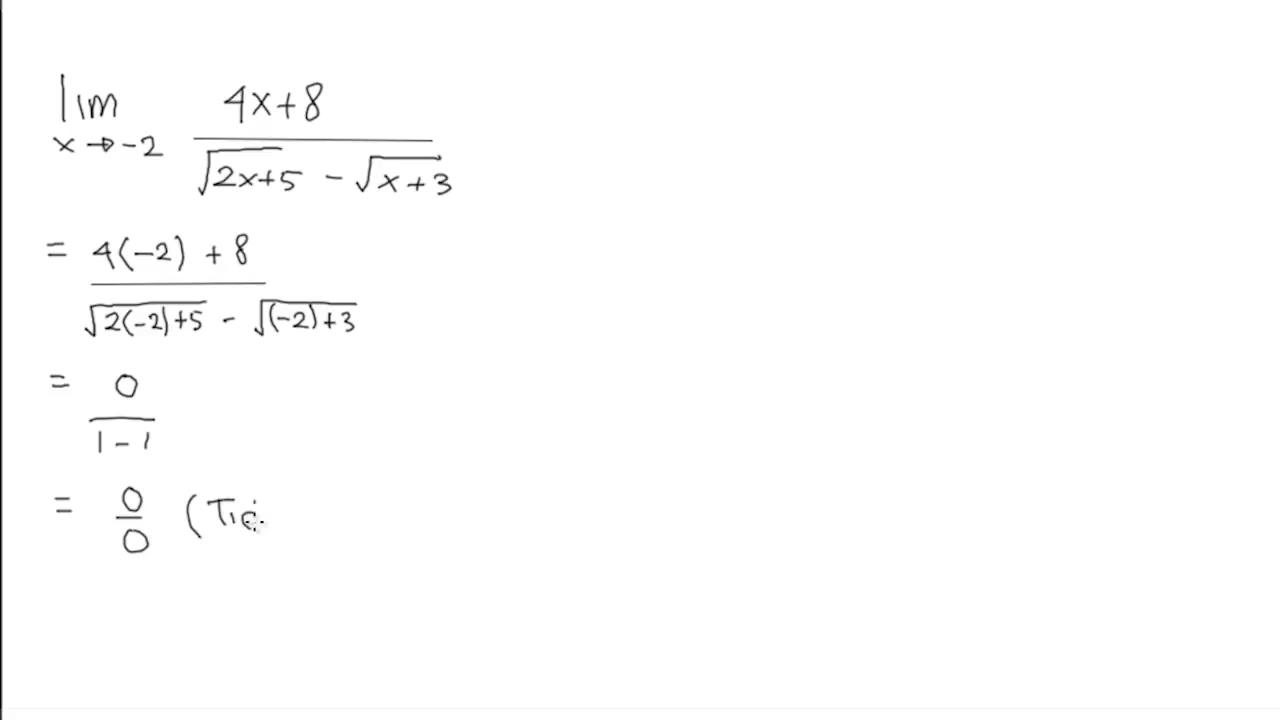 lim 4x+8
x→-2 √2x+5 - √x+3
= 4(-2) + 8
√2(-2)+5 - √(-2)+3
= 0
1-1
= 0 (Tid
0